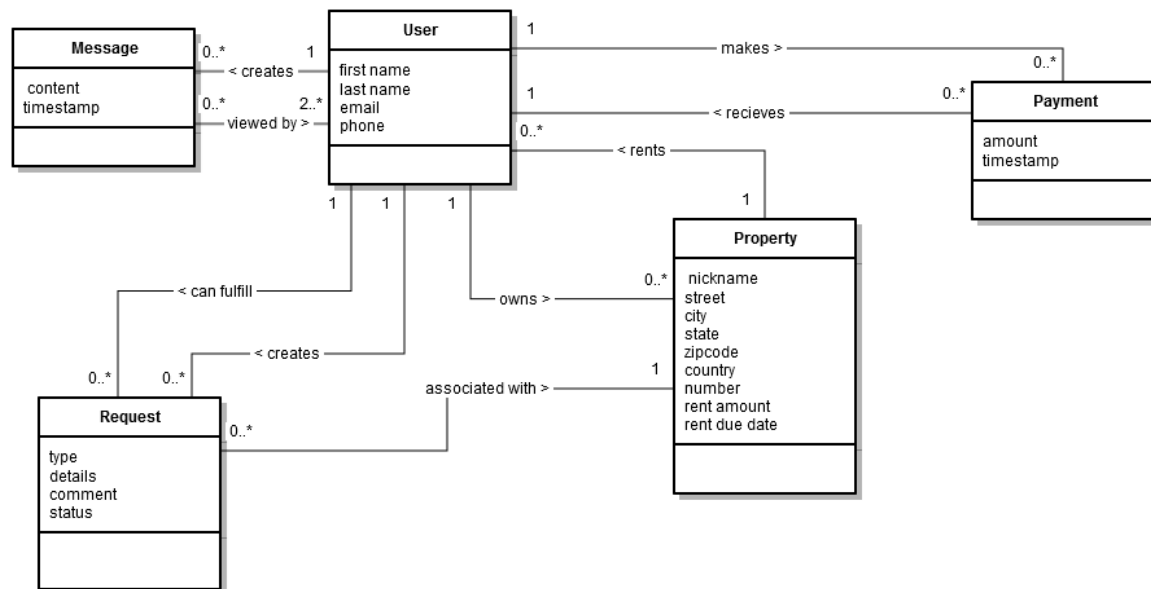 Message
content
timestamp
0..*
1
< creates
0..*
2..*
viewed by >
User
first name
last name
email
phone
1
makes >
0..*
1
0..*
< recieves
Payment
amount
timestamp
0..*
< rents
1
Property
nickname
street
city
state
zipcode
country
number
rent amount
rent due date
1
1
1
< can fulfill
0..*
owns >
< creates
associated with >
1
0..*
0..*
Request
0..*
type
details
comment
status